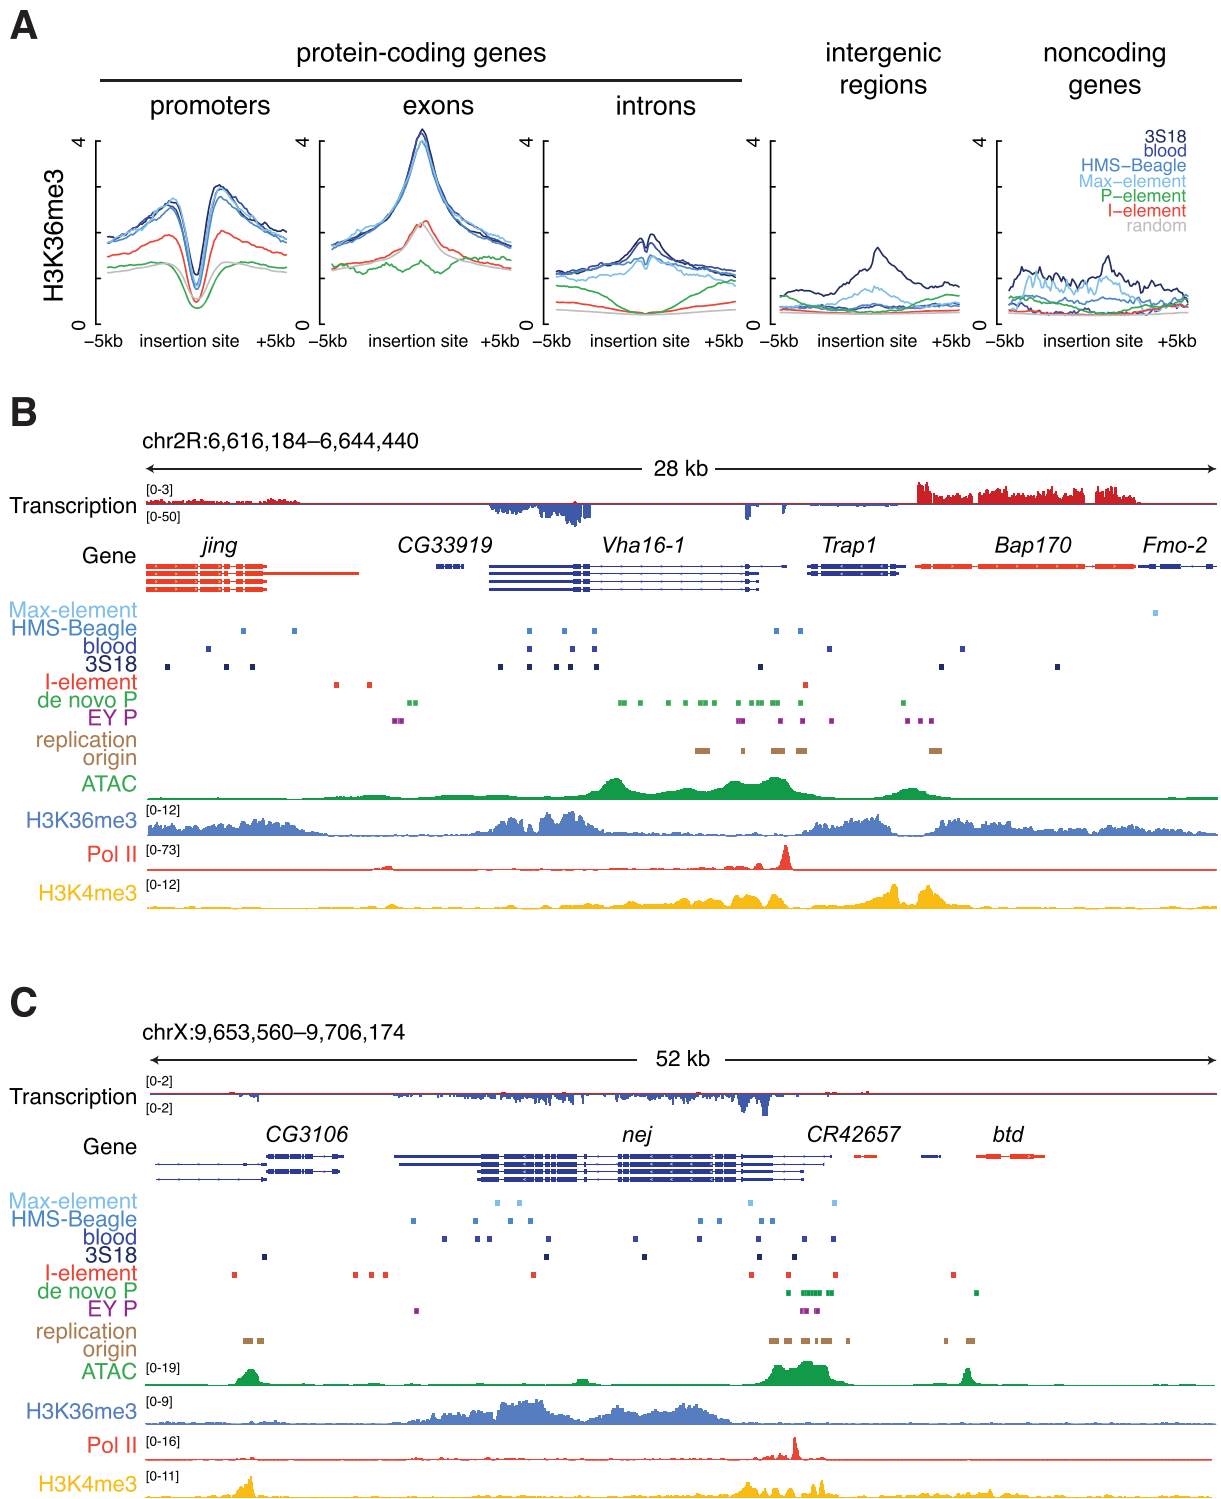 A
protein-coding genes
intergenic regions
noncoding genes
promoters
exons
introns
H3K36me3
4
0
4
0
4
0
4
0
4
0
3S18
blood
HMS−Beagle
Max−element
P−element
I−element
random
−5kb insertion site +5kb
−5kb insertion site +5kb
−5kb insertion site +5kb
−5kb insertion site +5kb
−5kb insertion site +5kb
B
chr2R:6,616,184–6,644,440
28 kb
Transcription
[0-3]
[0-50]
Gene
jing
CG33919
Vha16-1
Trap1
Bap170
Fmo-2
Max-element
HMS-Beagle
blood
3S18
I-element
de novo P
EY P
replication
origin
ATAC
H3K36me3
[0-12]
Pol II
[0-73]
H3K4me3
[0-12]
C
chrX:9,653,560–9,706,174
52 kb
Transcription
[0-2]
[0-2]
Gene
CG3106
nej
CR42657
btd
Max-element
HMS-Beagle
blood
3S18
I-element
de novo P
EY P
replication
origin
ATAC
[0-19]
H3K36me3
[0-9]
Pol II
[0-16]
H3K4me3
[0-11]